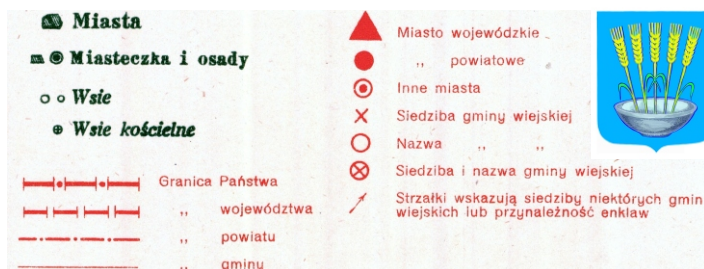 Miasta
Miasteczka i osady
Wsie
Wsie kościelne
Granica Państwa
,, województwa
,, powiatu
,, gminy
Miasto wojewódzkie
,, powiatowe
Inne miasta
Siedziba gminy wiejskiej
Nazwa ,, ,,
Siedziba i nazwa gminy wiejskiej
Strzałki wskazują siedziby niektórych gmin
wiejskich lub przynależność enklaw